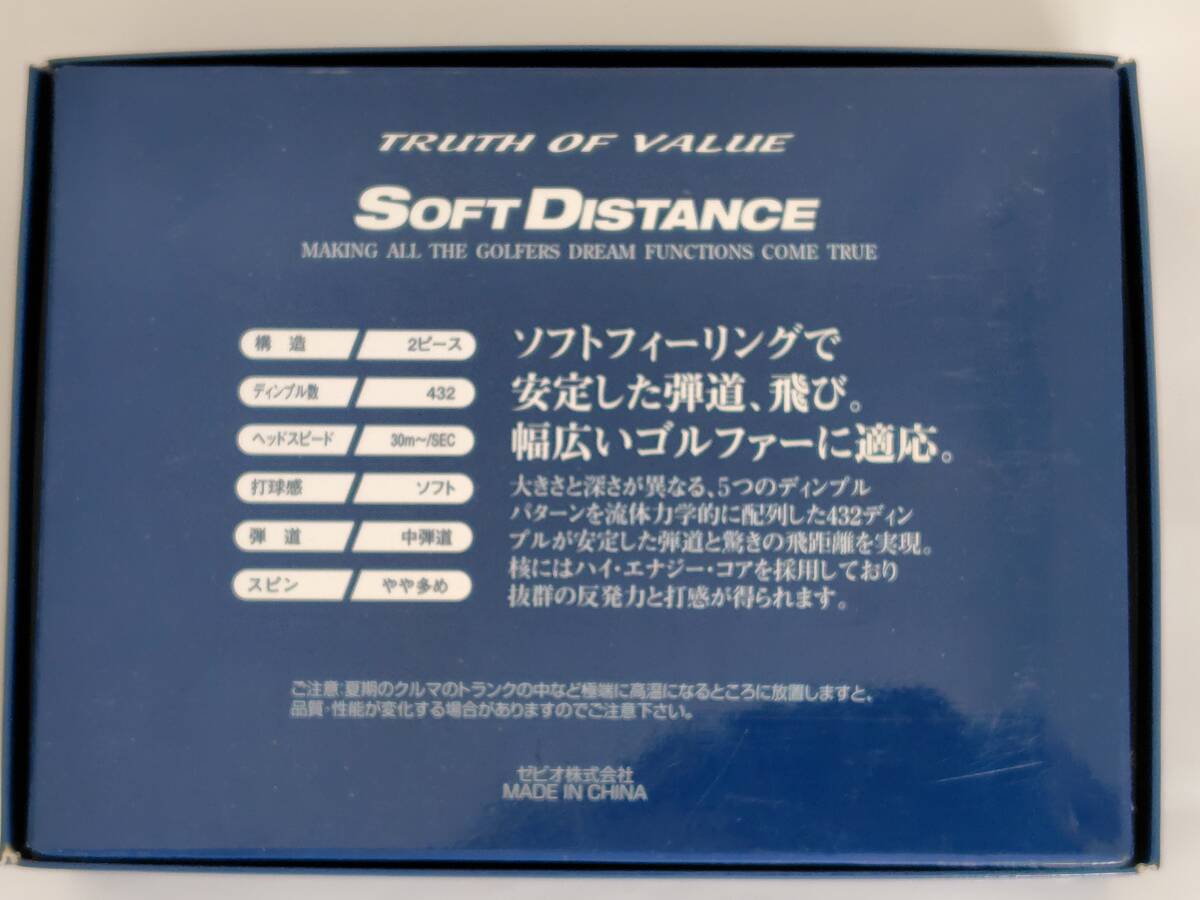 TRUTH OF VALUE
SOFT DISTANCE
MAKING ALL THE GOLFERS DREAM FUNCTIONS COME TRUE
構造 2ピース
ディンプル数 432
ヘッドスピード 30m〜/SEC
打球感 ソフト
弾道 中弾道
スピン やや多め
ソフトフィーリングで
安定した弾道、飛び。
幅広いゴルファーに適応。
大きさと深さが異なる、5つのディンプル
パターンを流体力学的に配列した432ディン
プルが安定した弾道と驚きの飛距離を実現。
核にはハイ・エナジー・コアを採用しており
抜群の反発力と打感が得られます。
ご注意:夏期のクルマのトランクの中など極端に高温になるところに放置しますと、
品質・性能が変化する場合がありますのでご注意下さい。
ゼビオ株式会社
MADE IN CHINA